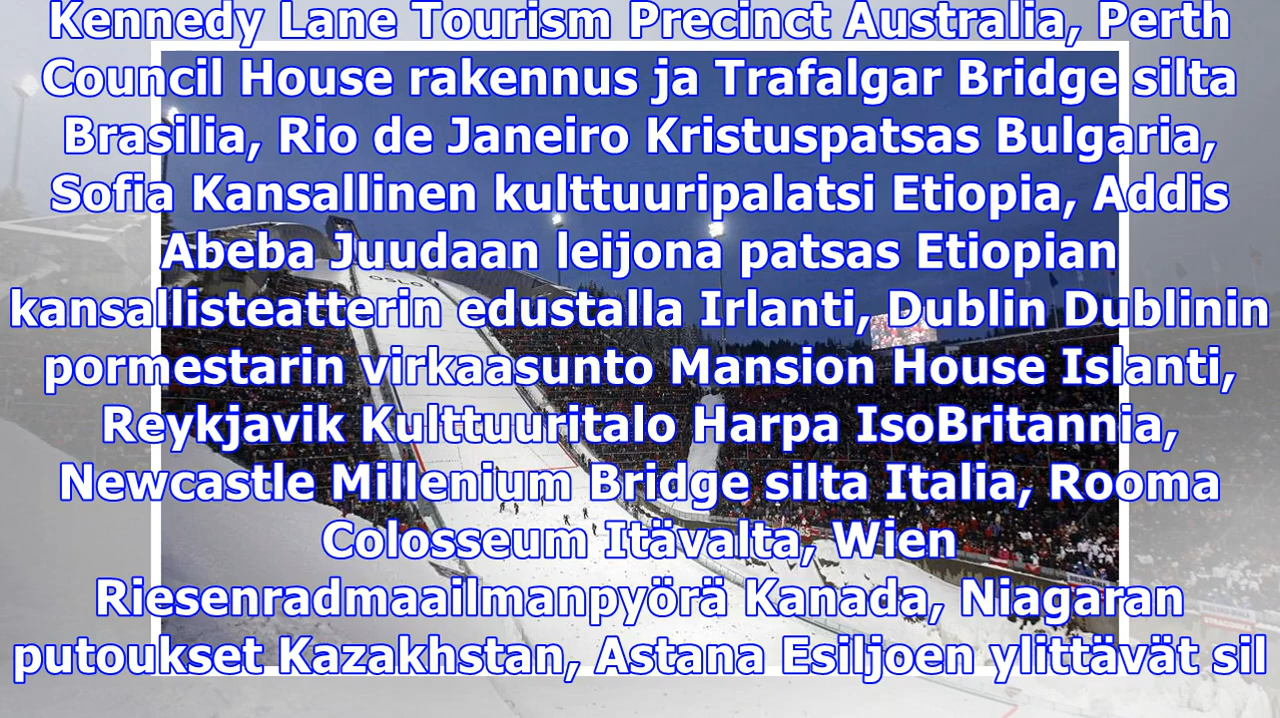 Kennedy Lane Tourism Precinct Australia, Perth
Council House rakennus ja Trafalgar Bridge silta
Brasilia, Rio de Janeiro Kristuspatsas Bulgaria,
Sofia Kansallinen kulttuuripalatsi Etiopia, Addis
Abeba Juudaan leijona patsas Etiopian
kansallisteatterin edustalla Irlanti, Dublin Dublinin
pormestarin virkaasunto Mansion House Islanti,
Reykjavik Kulttuuritalo Harpa IsoBritannia,
Newcastle Millenium Bridge silta Italia, Rooma
Colosseum Itävalta, Wien
Riesenradmaailmanpyörä Kanada, Niagaran
putoukset Kazakhstan, Astana Esiljoen ylittävät sil
OSLO